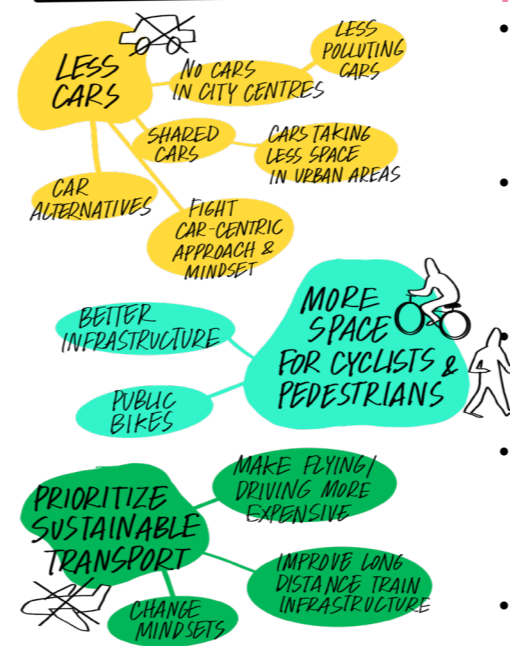 LESS
CARS
NO CARS
IN CITY CENTRES
LESS
POLLUTING
CARS
SHARED
CARS
CARS TAKING
LESS SPACE
IN URBAN AREAS
CAR
ALTERNATIVES
FIGHT
CAR-CENTRIC
APPROACH &
MINDSET
MORE
SPACE
FOR CYCLISTS &
PEDESTRIANS
BETTER
INFRASTRUCTURE
PUBLIC
BIKES
PRIORITIZE
SUSTAINABLE
TRANSPORT
MAKE FLYING/
DRIVING MORE
EXPENSIVE
IMPROVE LONG
DISTANCE TRAIN
INFRASTRUCTURE
CHANGE
MINDSETS